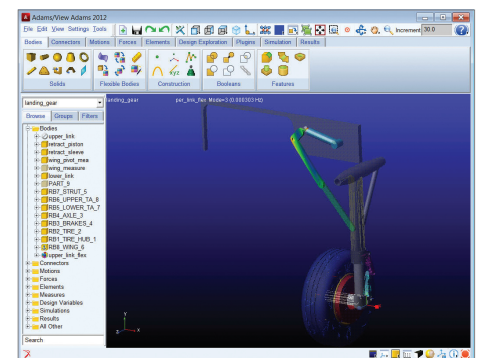 Adams/View Adams 2012
File Edit View Settings Tools
Increment 30.0
Bodies Connectors Motions Forces Elements Design Exploration Plugins Simulation Results
Solids Flexible Bodies Construction Booleans Features
landing_gear
Browse Groups Filters
Bodies
upper_link
retract_piston
retract_sleeve
wing_pivot_mea
wing_measure
lower_link
PART_9
RB7_STRUT_5
RB6_UPPER_TA_8
RB5_LOWER_TA_7
RB4_AXLE_3
RB3_BRAKES_4
RB2_TIRE_2
RB1_TIRE_HUB_1
RB8_WING_6
upper_link_flex
Connectors
Motions
Forces
Elements
Measures
Design Variables
Simulations
Results
All Other
Search
landing_gear per_link_flex Mode=3 (0.000303 Hz)
Y
Z X